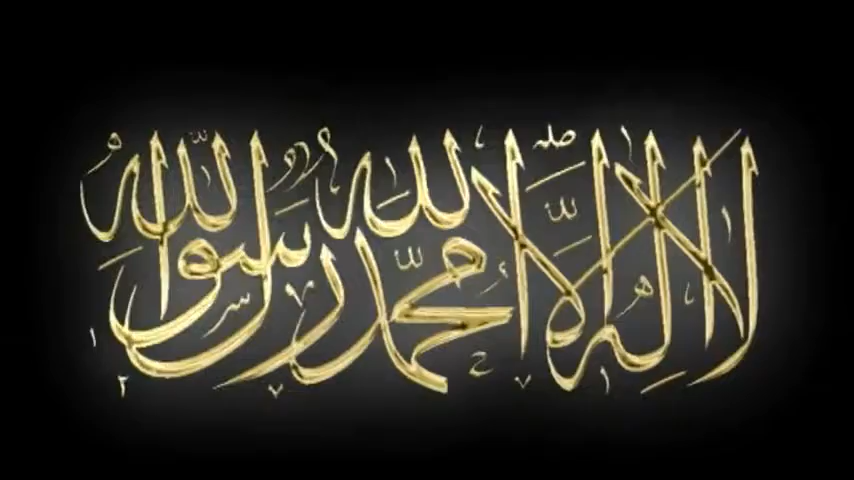 لا إله إلا الله محمد رسول الله